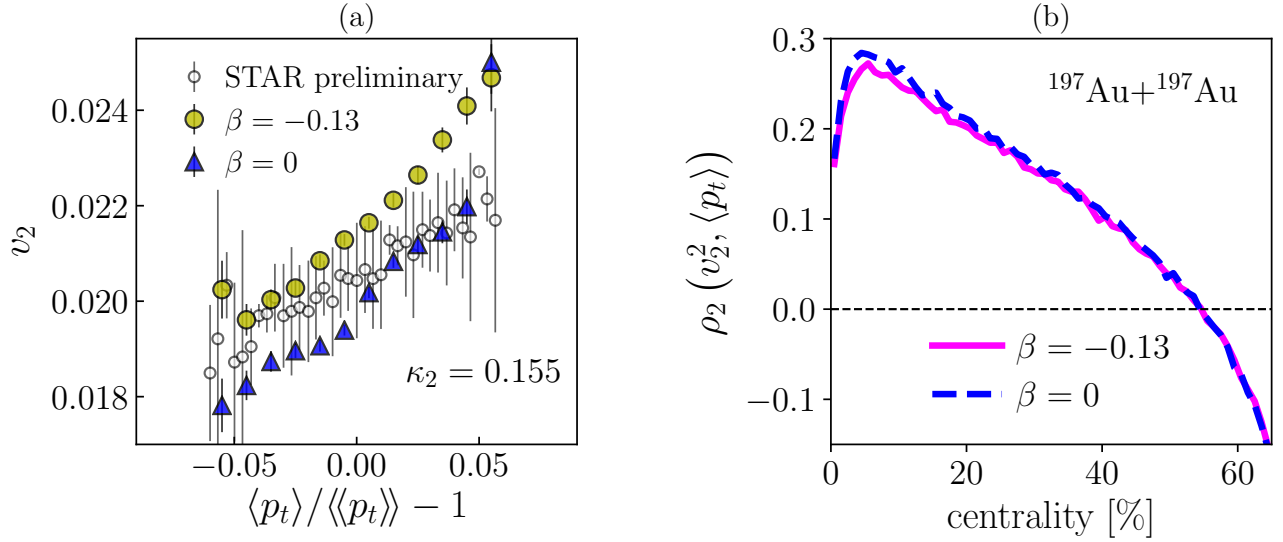 (a)
STAR preliminary
β = −0.13
β = 0
κ₂ = 0.155
0.024
0.022
0.020
0.018
v₂
−0.05
0.00
0.05
⟨pₜ⟩/⟨⟨pₜ⟩⟩ − 1
(b)
¹⁹⁷Au+¹⁹⁷Au
β = −0.13
β = 0
0.3
0.2
0.1
0.0
−0.1
ρ₂ (v₂², ⟨pₜ⟩)
0
20
40
60
centrality [%]